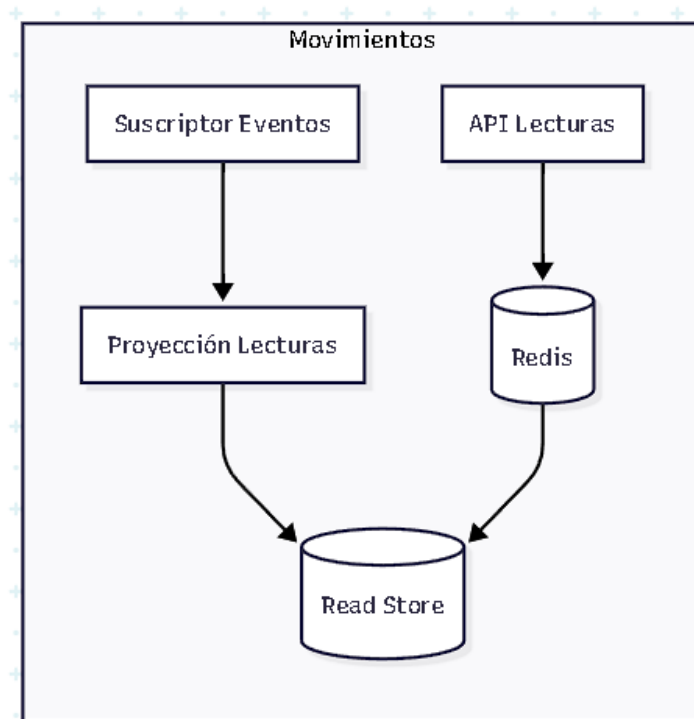 Movimientos
Suscriptor Eventos
API Lecturas
Proyección Lecturas
Redis
Read Store